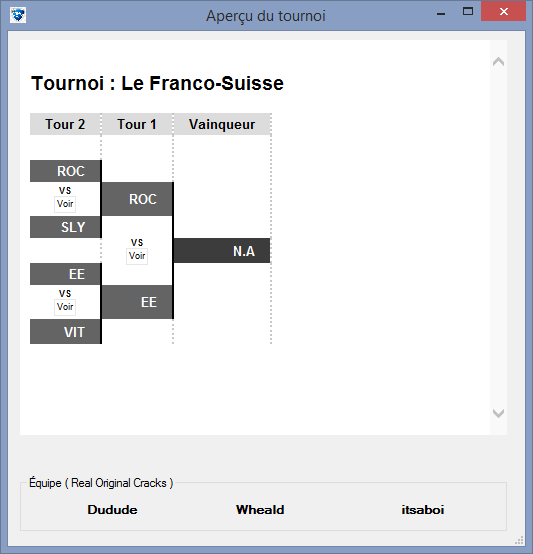 Aperçu du tournoi
Tournoi : Le Franco-Suisse
Tour 2 Tour 1 Vainqueur
ROC
vs
Voir
SLY
EE
vs
Voir
VIT
ROC
vs
Voir
EE
N.A
Équipe ( Real Original Cracks )
Dudude Wheald itsaboi